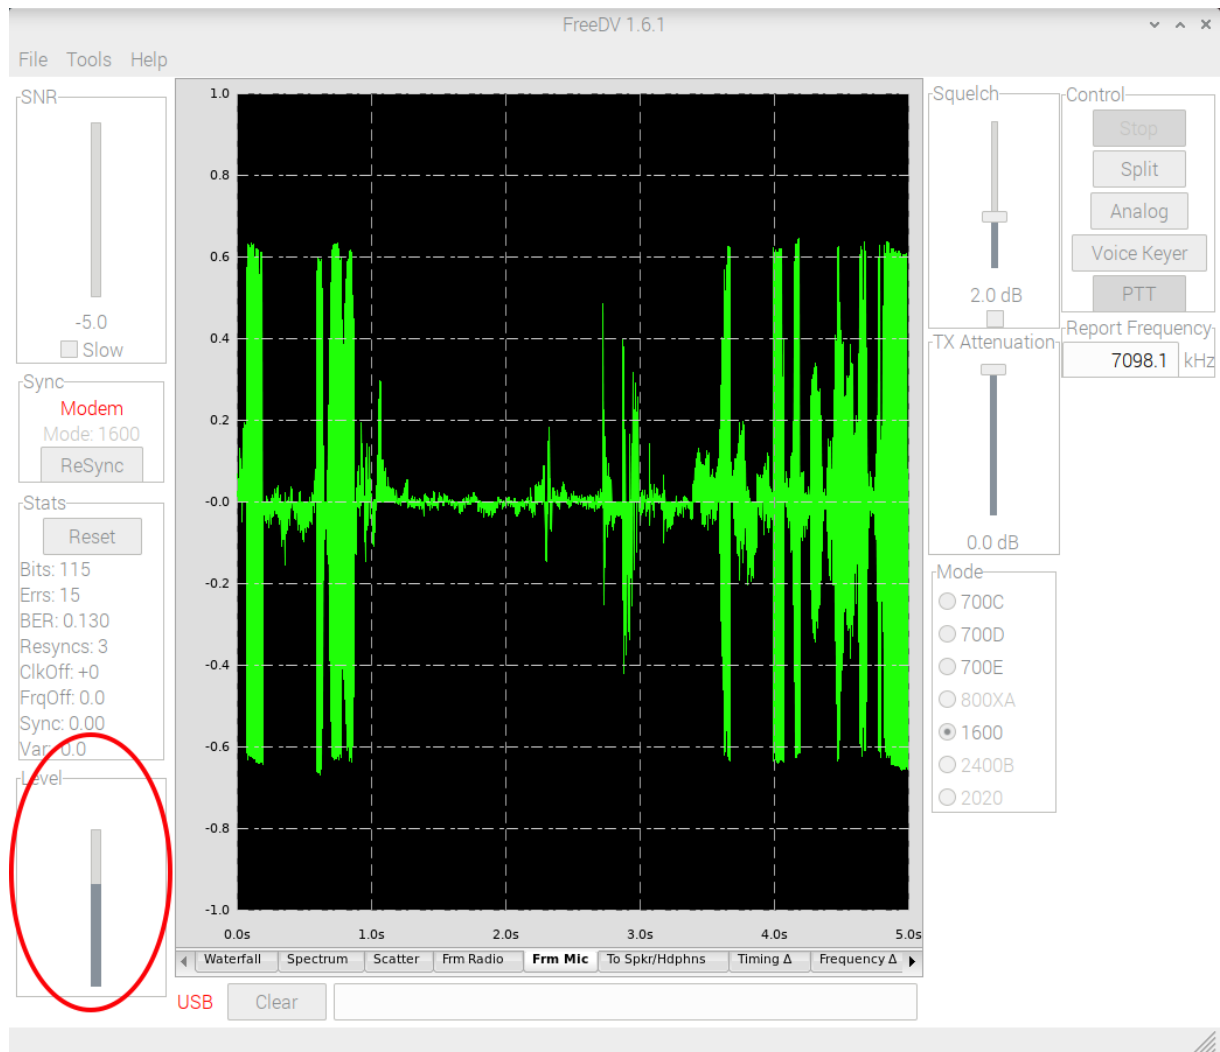 FreeDV 1.6.1
File Tools Help
SNR
-5.0
Slow
Sync
Modem
Mode: 1600
ReSync
Stats
Reset
Bits: 115
Errs: 15
BER: 0.130
Resyncs: 3
ClkOff: +0
FrqOff: 0.0
Sync: 0.00
Var: 0.0
Level
1.0
0.8
0.6
0.4
0.2
-0.0
-0.2
-0.4
-0.6
-0.8
-1.0
0.0s 1.0s 2.0s 3.0s 4.0s 5.0s
Waterfall Spectrum Scatter Frm Radio Frm Mic To Spkr/Hdphns Timing Δ Frequency Δ
USB Clear
Squelch
2.0 dB
TX Attenuation
0.0 dB
Mode
700C
700D
700E
800XA
1600
2400B
2020
Control
Stop
Split
Analog
Voice Keyer
PTT
Report Frequency
7098.1 kHz